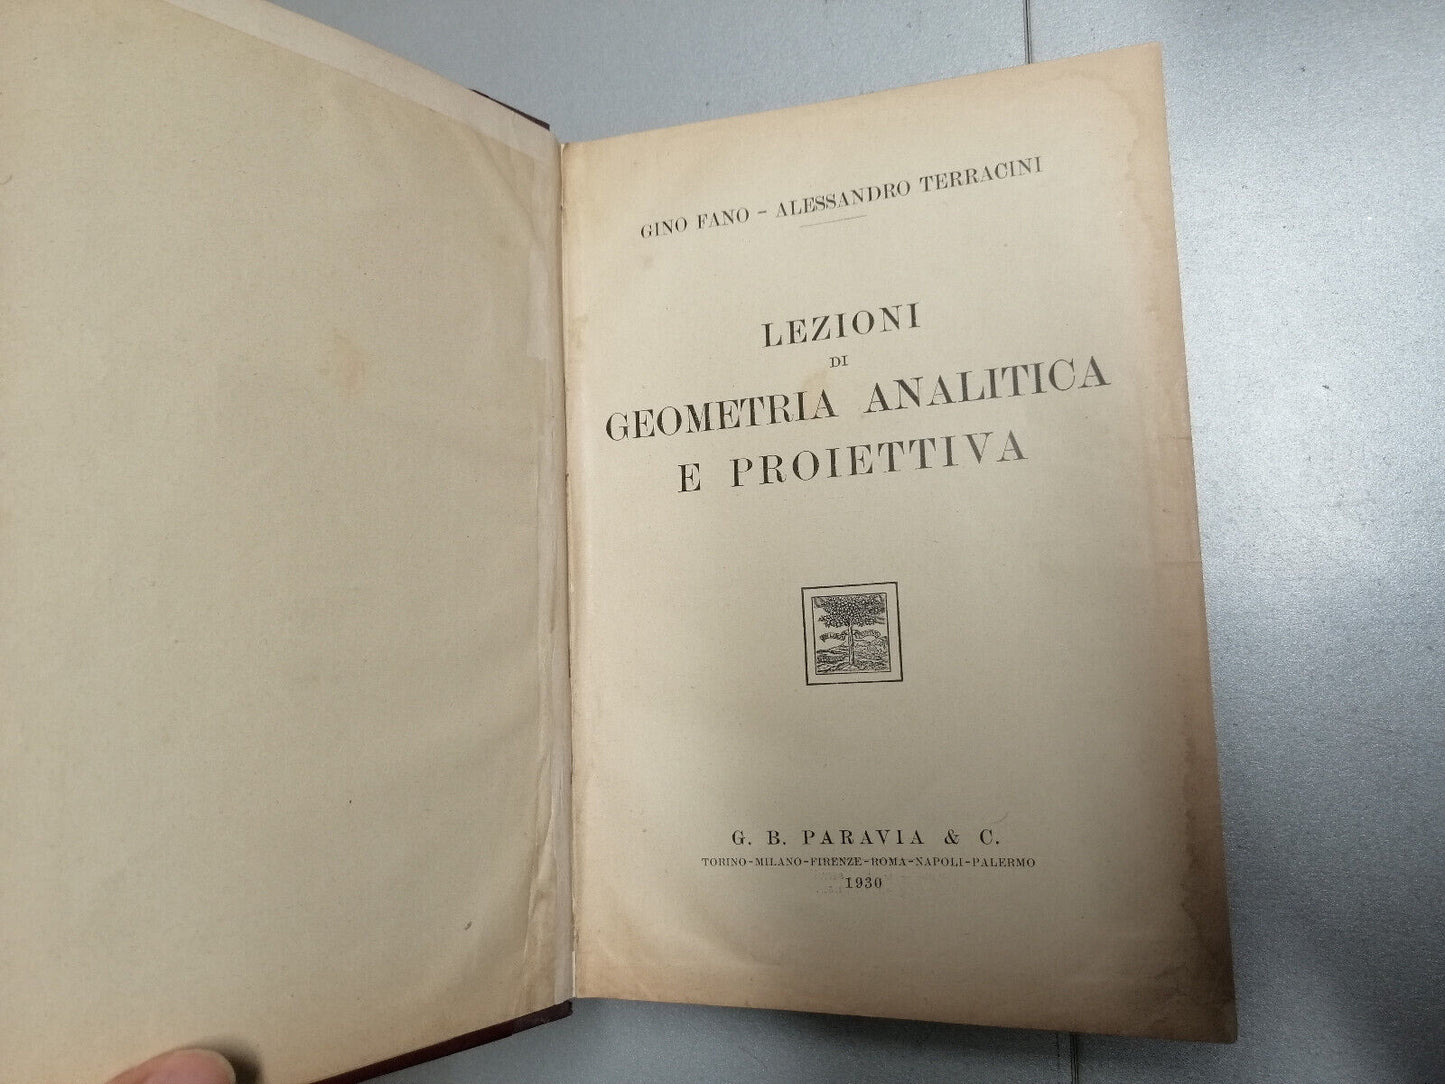 GINO FANO - ALESSANDRO TERRACINI
LEZIONI
DI
GEOMETRIA ANALITICA
E PROIETTIVA
G. B. PARAVIA & C.
TORINO-MILANO-FIRENZE-ROMA-NAPOLI-PALERMO
1930